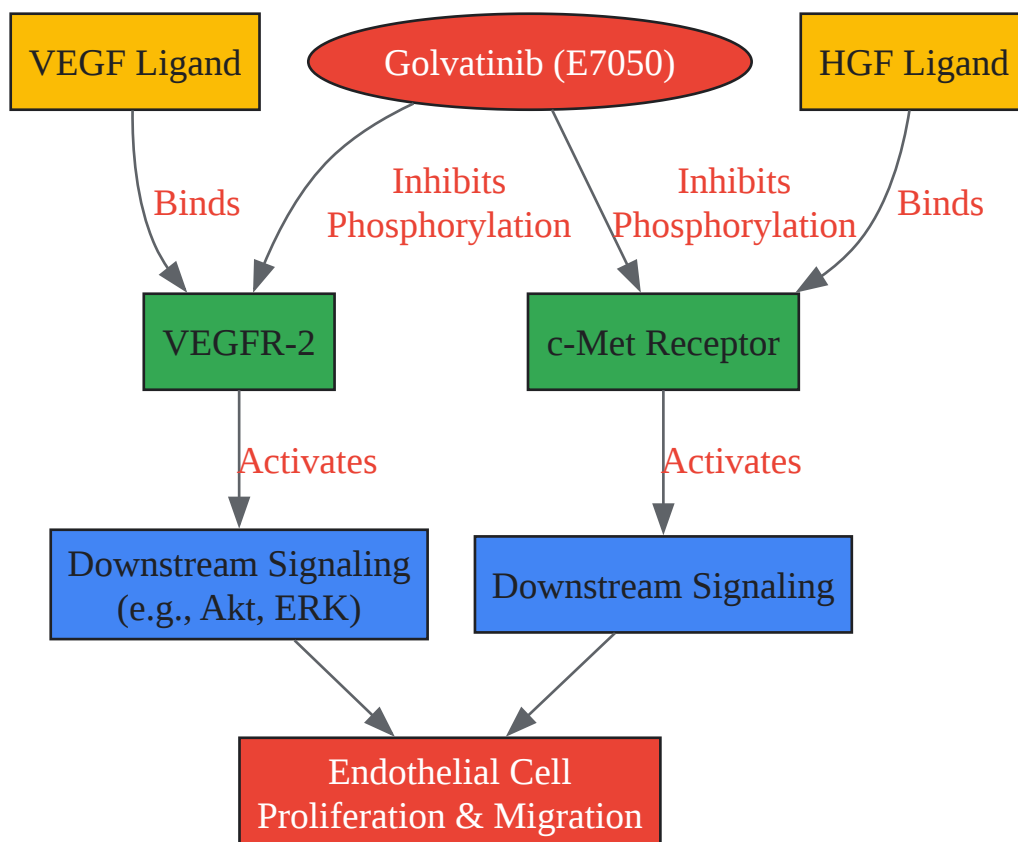 VEGF Ligand
Golvatinib (E7050)
HGF Ligand
Binds
Inhibits
Phosphorylation
Inhibits
Phosphorylation
Binds
VEGFR-2
c-Met Receptor
Activates
Activates
Downstream Signaling
(e.g., Akt, ERK)
Downstream Signaling
Endothelial Cell
Proliferation & Migration